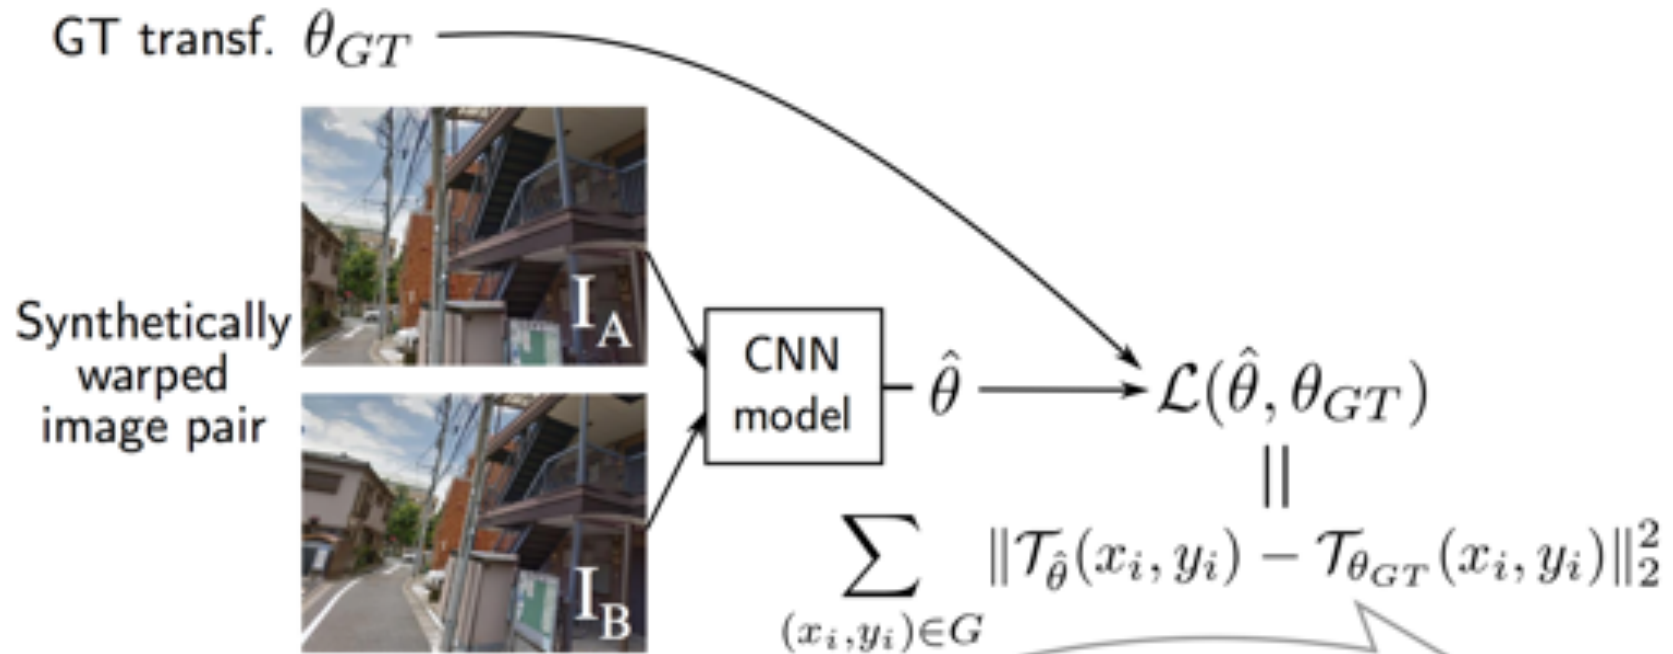 GT transf. θ_GT
I_A
Synthetically
warped
image pair
CNN
model
θ̂
ℒ(θ̂, θ_GT)
||
I_B
∑_{(x_i,y_i)∈G} ‖𝒯_θ̂(x_i, y_i) − 𝒯_{θ_GT}(x_i, y_i)‖₂²